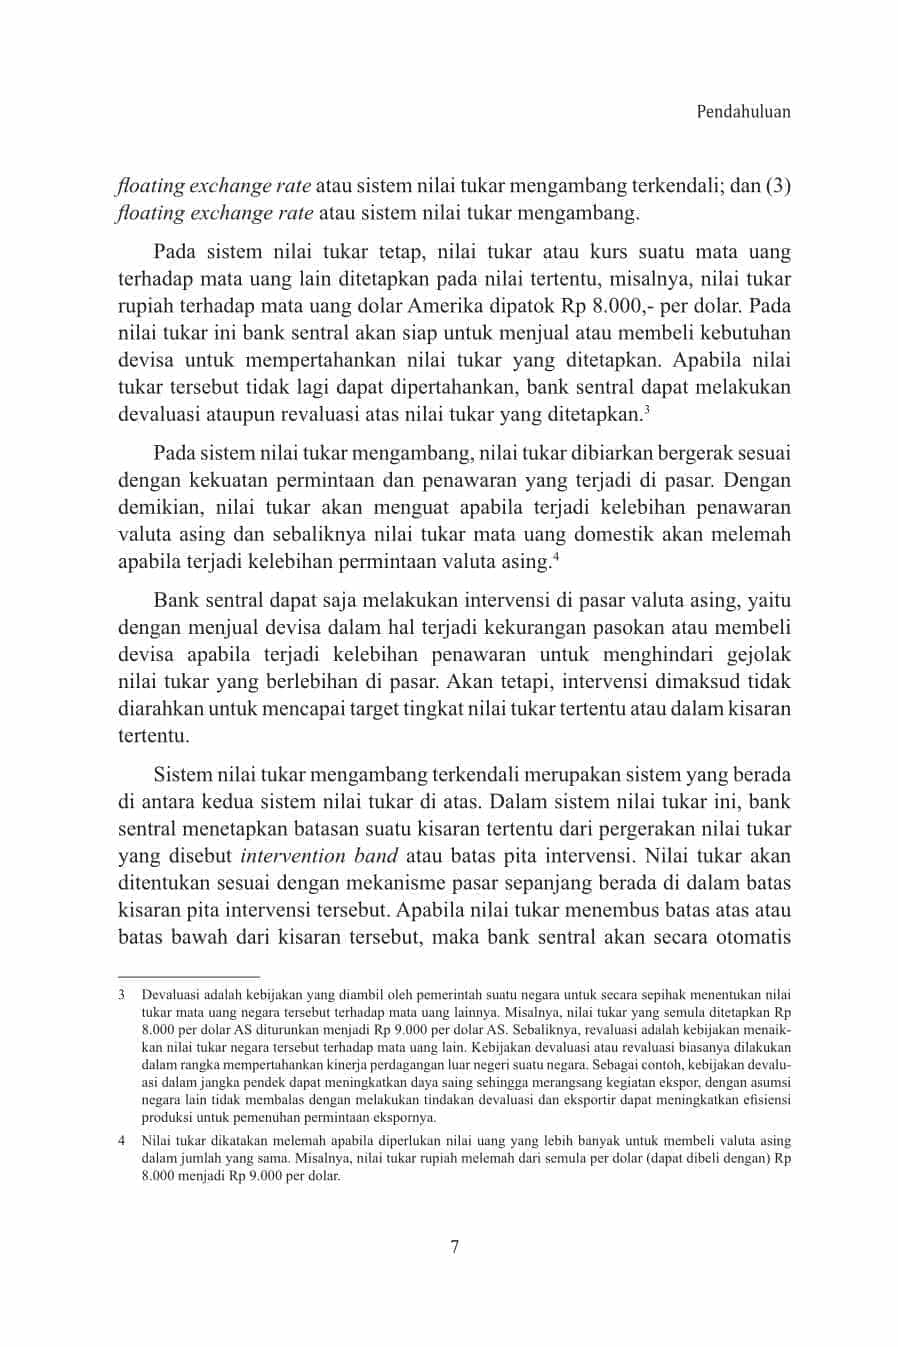 Pendahuluan
floating exchange rate atau sistem nilai tukar mengambang terkendali; dan (3)
floating exchange rate atau sistem nilai tukar mengambang.
Pada sistem nilai tukar tetap, nilai tukar atau kurs suatu mata uang
terhadap mata uang lain ditetapkan pada nilai tertentu, misalnya, nilai tukar
rupiah terhadap mata uang dolar Amerika dipatok Rp 8.000,- per dolar. Pada
nilai tukar ini bank sentral akan siap untuk menjual atau membeli kebutuhan
devisa untuk mempertahankan nilai tukar yang ditetapkan. Apabila nilai
tukar tersebut tidak lagi dapat dipertahankan, bank sentral dapat melakukan
devaluasi ataupun revaluasi atas nilai tukar yang ditetapkan.3
Pada sistem nilai tukar mengambang, nilai tukar dibiarkan bergerak sesuai
dengan kekuatan permintaan dan penawaran yang terjadi di pasar. Dengan
demikian, nilai tukar akan menguat apabila terjadi kelebihan penawaran
valuta asing dan sebaliknya nilai tukar mata uang domestik akan melemah
apabila terjadi kelebihan permintaan valuta asing.4
Bank sentral dapat saja melakukan intervensi di pasar valuta asing, yaitu
dengan menjual devisa dalam hal terjadi kekurangan pasokan atau membeli
devisa apabila terjadi kelebihan penawaran untuk menghindari gejolak
nilai tukar yang berlebihan di pasar. Akan tetapi, intervensi dimaksud tidak
diarahkan untuk mencapai target tingkat nilai tukar tertentu atau dalam kisaran
tertentu.
Sistem nilai tukar mengambang terkendali merupakan sistem yang berada
di antara kedua sistem nilai tukar di atas. Dalam sistem nilai tukar ini, bank
sentral menetapkan batasan suatu kisaran tertentu dari pergerakan nilai tukar
yang disebut intervention band atau batas pita intervensi. Nilai tukar akan
ditentukan sesuai dengan mekanisme pasar sepanjang berada di dalam batas
kisaran pita intervensi tersebut. Apabila nilai tukar menembus batas atas atau
batas bawah dari kisaran tersebut, maka bank sentral akan secara otomatis
3 Devaluasi adalah kebijakan yang diambil oleh pemerintah suatu negara untuk secara sepihak menentukan nilai
tukar mata uang negara tersebut terhadap mata uang lainnya. Misalnya, nilai tukar yang semula ditetapkan Rp
8.000 per dolar AS diturunkan menjadi Rp 9.000 per dolar AS. Sebaliknya, revaluasi adalah kebijakan menaik-
kan nilai tukar negara tersebut terhadap mata uang lain. Kebijakan devaluasi atau revaluasi biasanya dilakukan
dalam rangka mempertahankan kinerja perdagangan luar negeri suatu negara. Sebagai contoh, kebijakan devalu-
asi dalam jangka pendek dapat meningkatkan daya saing sehingga merangsang kegiatan ekspor, dengan asumsi
negara lain tidak membalas dengan melakukan tindakan devaluasi dan eksportir dapat meningkatkan efisiensi
produksi untuk pemenuhan permintaan ekspornya.
4 Nilai tukar dikatakan melemah apabila diperlukan nilai uang yang lebih banyak untuk membeli valuta asing
dalam jumlah yang sama. Misalnya, nilai tukar rupiah melemah dari semula per dolar (dapat dibeli dengan) Rp
8.000 menjadi Rp 9.000 per dolar.
7